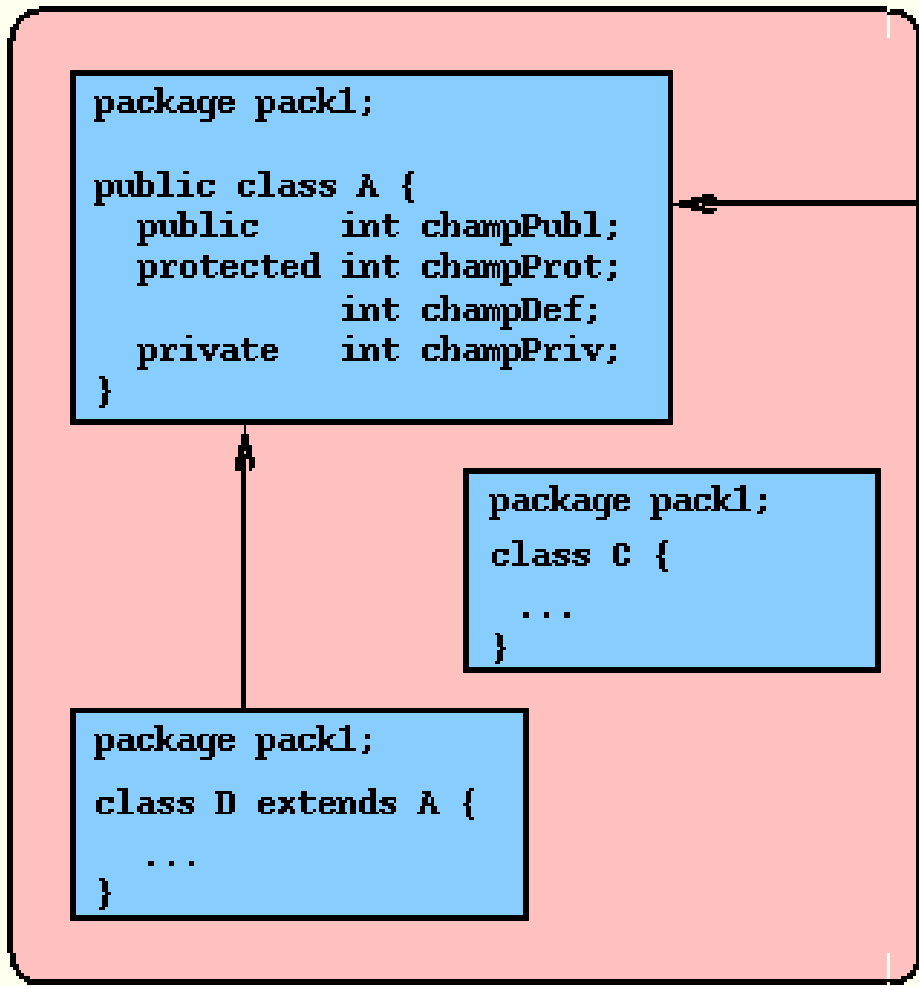 package pack1;
public class A {
public int champPubl;
protected int champProt;
int champDef;
private int champPriv;
}
package pack1;
class C {
...
}
package pack1;
class D extends A {
...
}